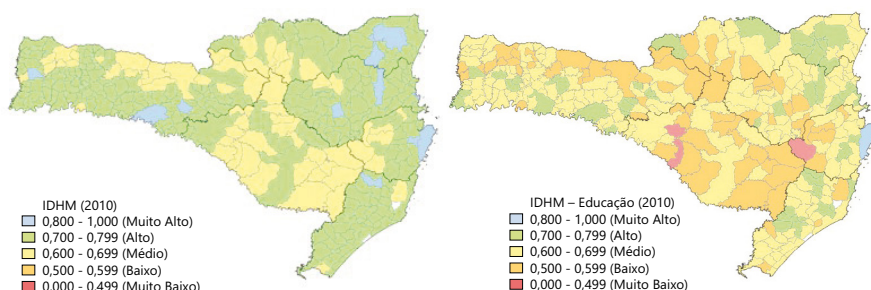 IDHM (2010)
0,800 - 1,000 (Muito Alto)
0,700 - 0,799 (Alto)
0,600 - 0,699 (Médio)
0,500 - 0,599 (Baixo)
0,000 - 0,499 (Muito Baixo)
IDHM – Educação (2010)
0,800 - 1,000 (Muito Alto)
0,700 - 0,799 (Alto)
0,600 - 0,699 (Médio)
0,500 - 0,599 (Baixo)
0,000 - 0,499 (Muito Baixo)